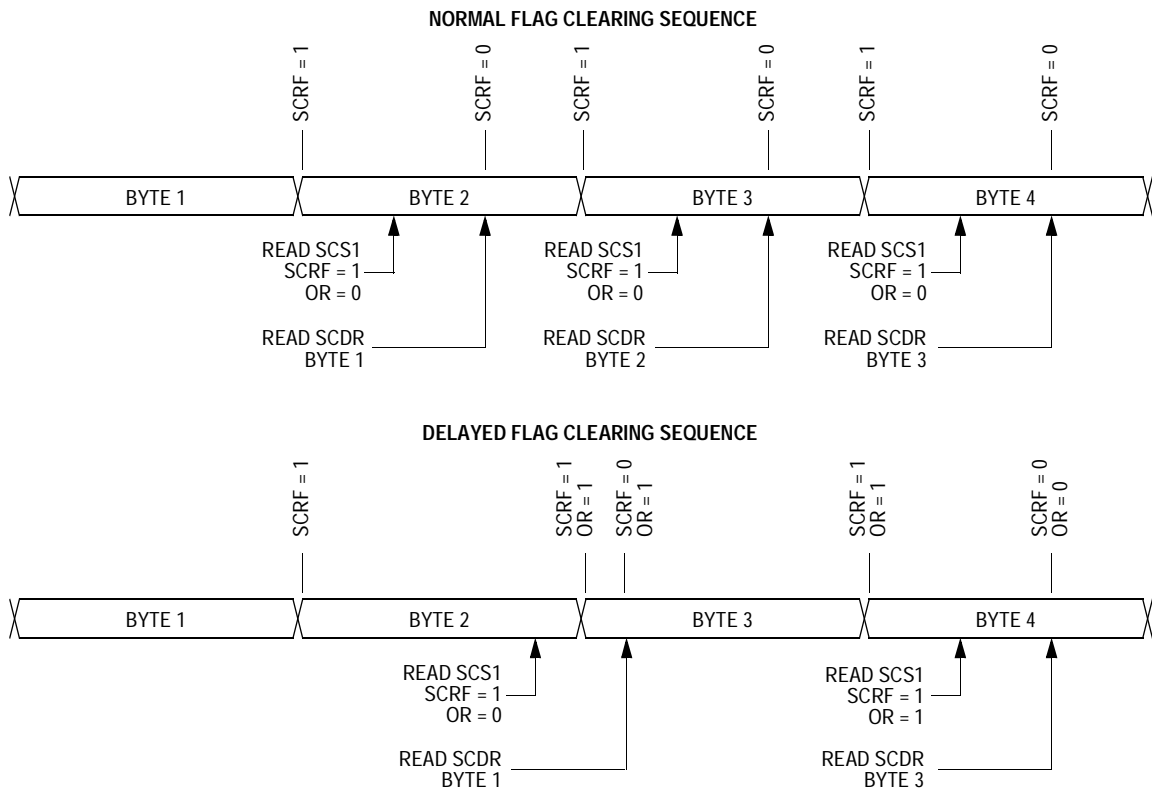 NORMAL FLAG CLEARING SEQUENCE
SCRF = 1
SCRF = 0
SCRF = 1
SCRF = 0
SCRF = 1
SCRF = 0
BYTE 1
BYTE 2
BYTE 3
BYTE 4
READ SCS1
SCRF = 1
OR = 0
READ SCS1
SCRF = 1
OR = 0
READ SCS1
SCRF = 1
OR = 0
READ SCDR
BYTE 1
READ SCDR
BYTE 2
READ SCDR
BYTE 3
DELAYED FLAG CLEARING SEQUENCE
SCRF = 1
SCRF = 1
OR = 1
SCRF = 0
OR = 1
SCRF = 1
OR = 1
SCRF = 0
OR = 0
BYTE 1
BYTE 2
BYTE 3
BYTE 4
READ SCS1
SCRF = 1
OR = 0
READ SCS1
SCRF = 1
OR = 1
READ SCDR
BYTE 1
READ SCDR
BYTE 3